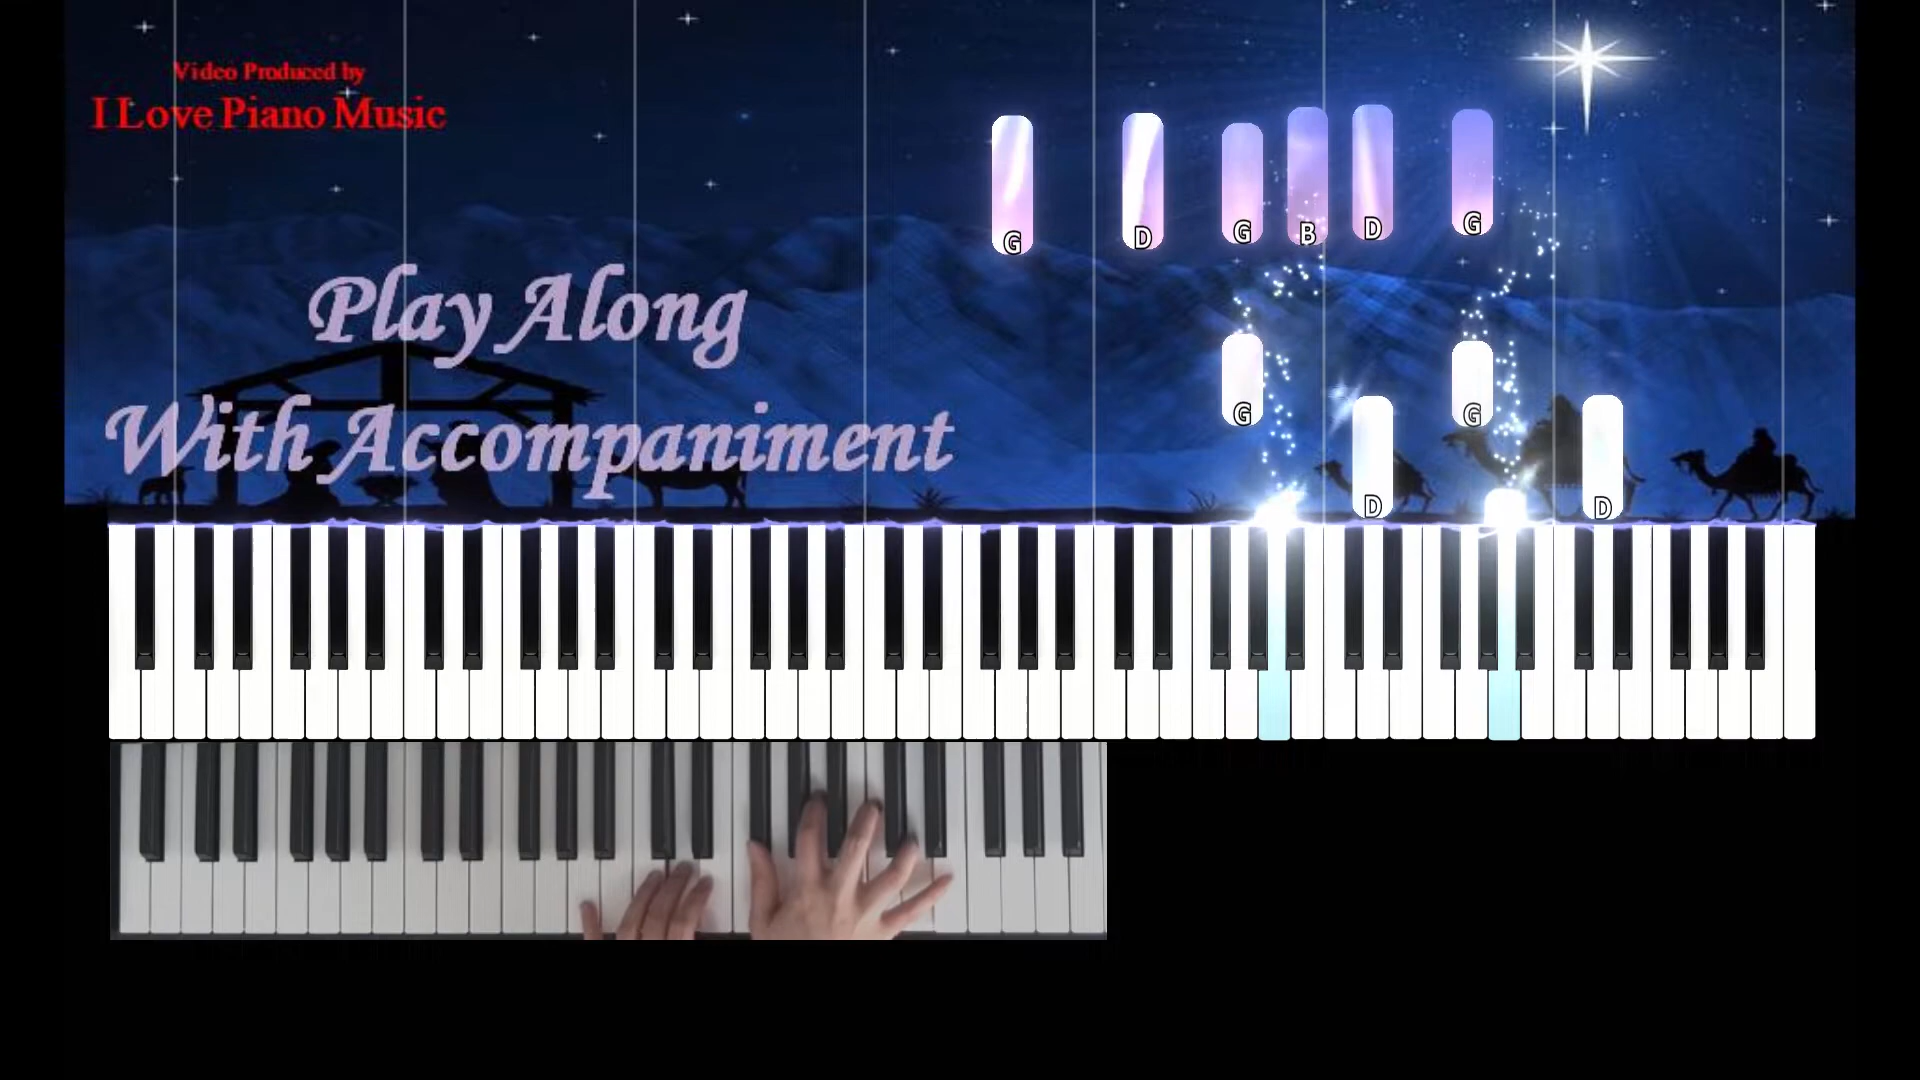 Video Produced by
I Love Piano Music
G D G B D G
Play Along
G G
With Accompaniment
D D